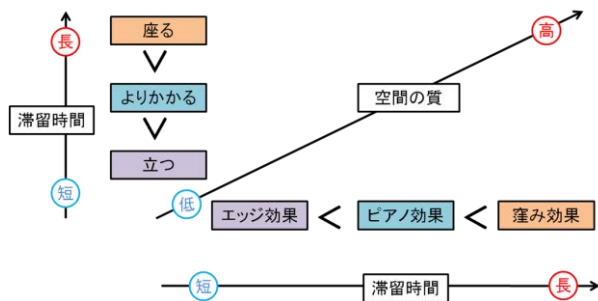 長
座る
∨
よりかかる
滞留時間
∨
立つ
短
高
空間の質
低
エッジ効果 < ピアノ効果 < 窪み効果
短
滞留時間
長